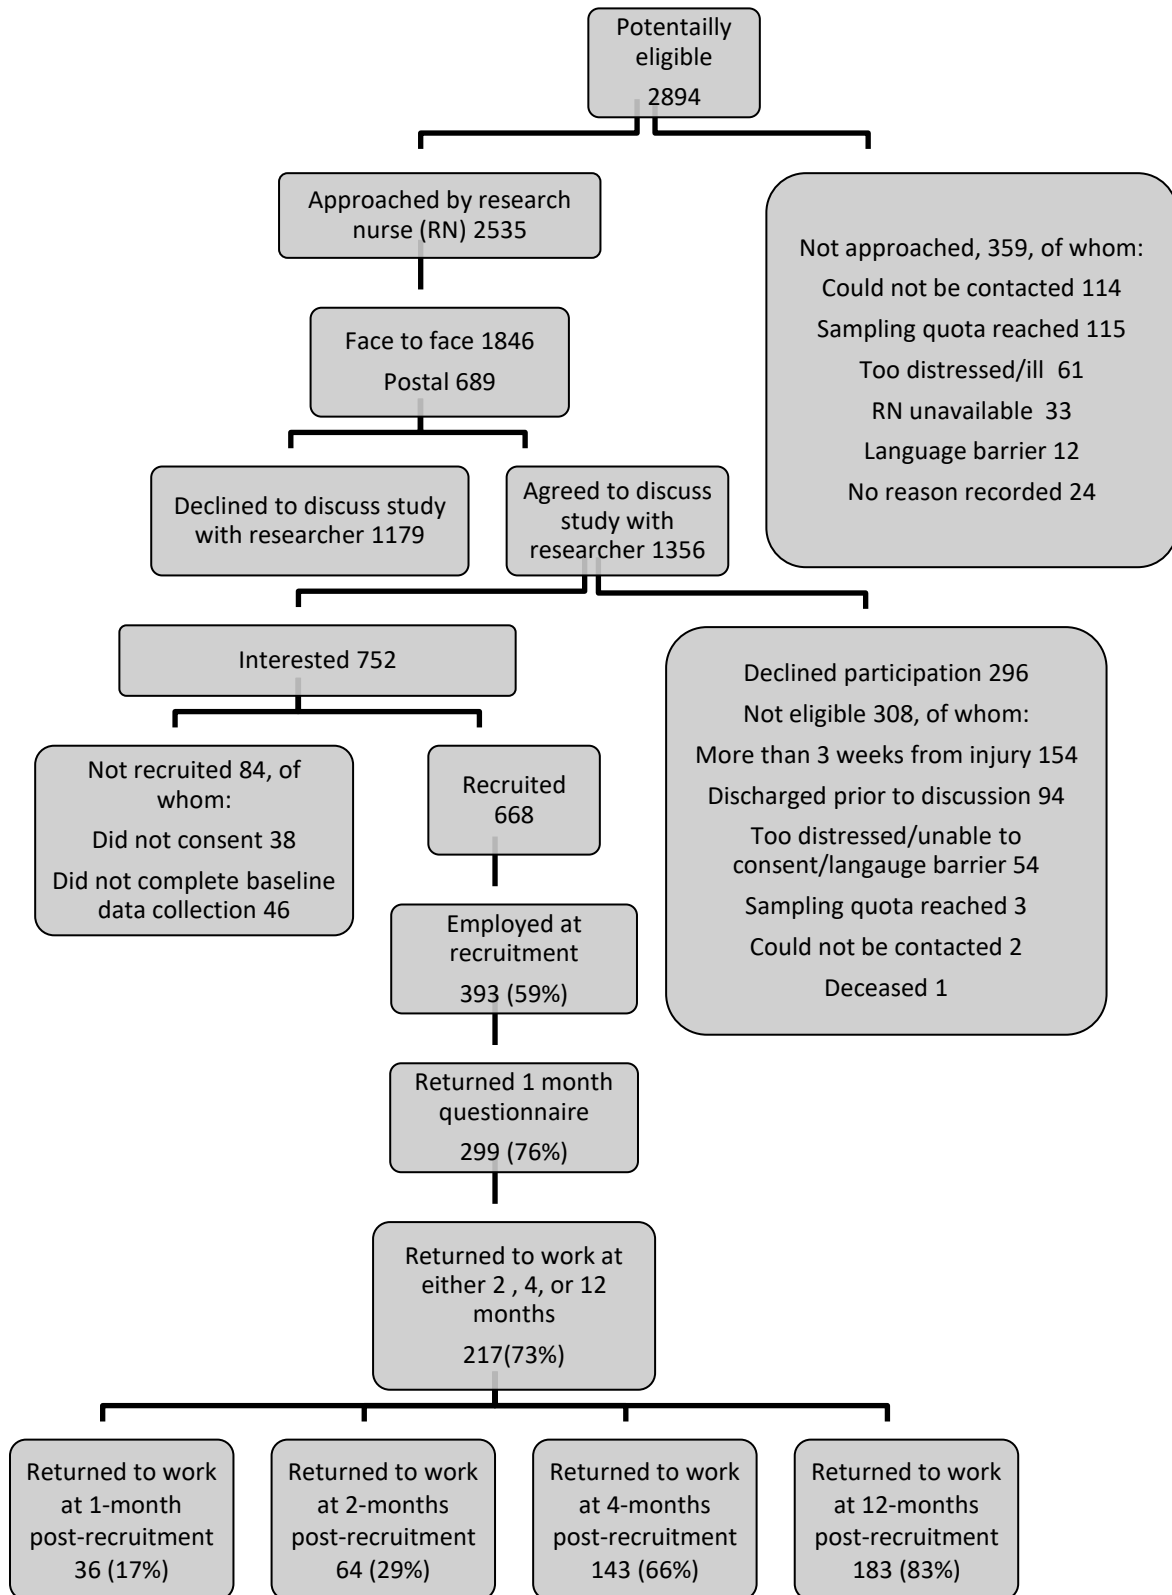 Potentailly
eligible
2894
Approached by research
nurse (RN) 2535
Not approached, 359, of whom:
Could not be contacted 114
Sampling quota reached 115
Too distressed/ill 61
RN unavailable 33
Language barrier 12
No reason recorded 24
Face to face 1846
Postal 689
Declined to discuss study
with researcher 1179
Agreed to discuss
study with
researcher 1356
Interested 752
Declined participation 296
Not eligible 308, of whom:
More than 3 weeks from injury 154
Discharged prior to discussion 94
Too distressed/unable to
consent/langauge barrier 54
Sampling quota reached 3
Could not be contacted 2
Deceased 1
Not recruited 84, of
whom:
Did not consent 38
Did not complete baseline
data collection 46
Recruited
668
Employed at
recruitment
393 (59%)
Returned 1 month
questionnaire
299 (76%)
Returned to work at
either 2 , 4, or 12
months
217(73%)
Returned to work
at 1-month
post-recruitment
36 (17%)
Returned to work
at 2-months
post-recruitment
64 (29%)
Returned to work
at 4-months
post-recruitment
143 (66%)
Returned to work
at 12-months
post-recruitment
183 (83%)